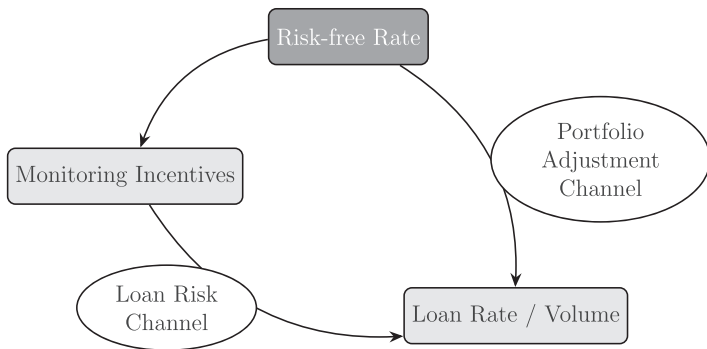 Risk-free Rate
Portfolio
Adjustment
Channel
Monitoring Incentives
Loan Risk
Channel
Loan Rate / Volume